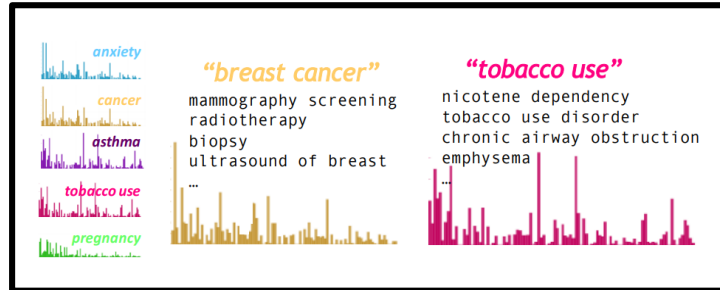 anxiety
cancer
asthma
tobacco use
pregnancy
“breast cancer”
mammography screening
radiotherapy
biopsy
ultrasound of breast
…
“tobacco use”
nicotene dependency
tobacco use disorder
chronic airway obstruction
emphysema
…